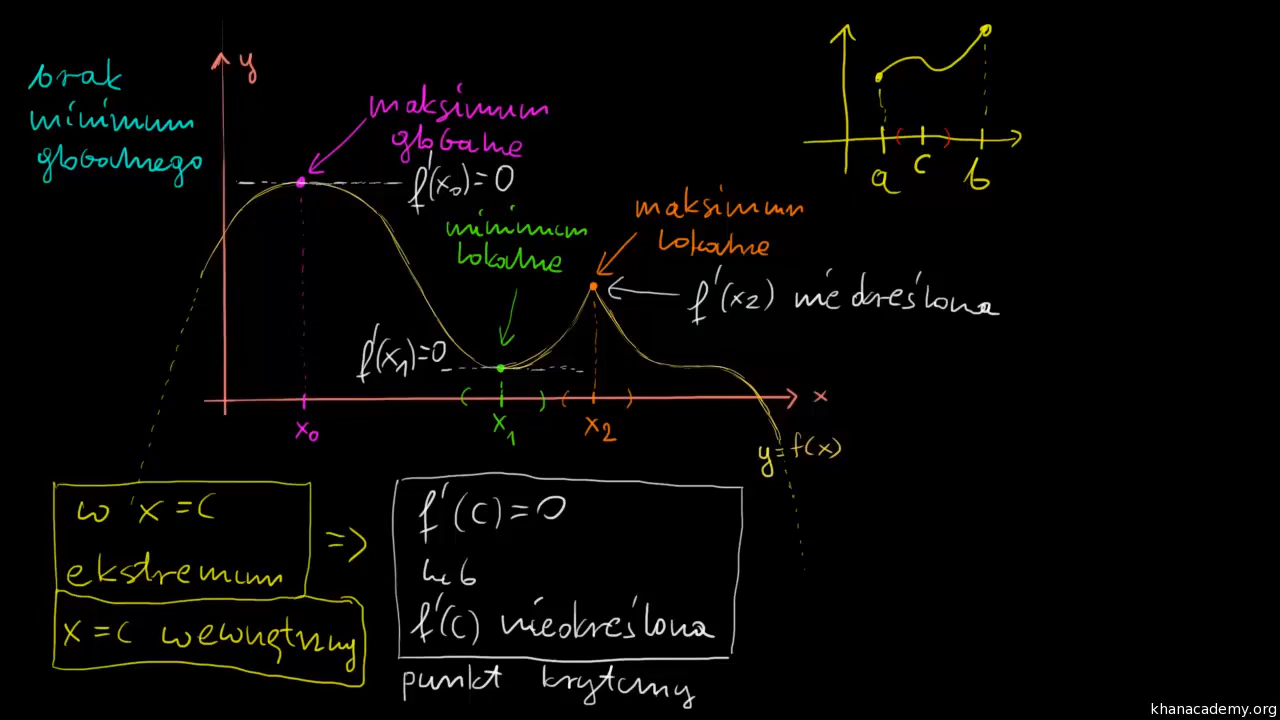 brak
minimum
globalnego
y
maksimum
globalne
f'(x₀)=0
minimum
lokalne
maksimum
lokalne
f'(x₂) nieokreślona
f'(x₁)=0
x₀
x₁
x₂
x
y=f(x)
a
c
b
w x=c
ekstremum
x=c wewnętrzny
=>
f'(c)=0
lub
f'(c) nieokreślona
punkt krytyczny
khanacademy.org